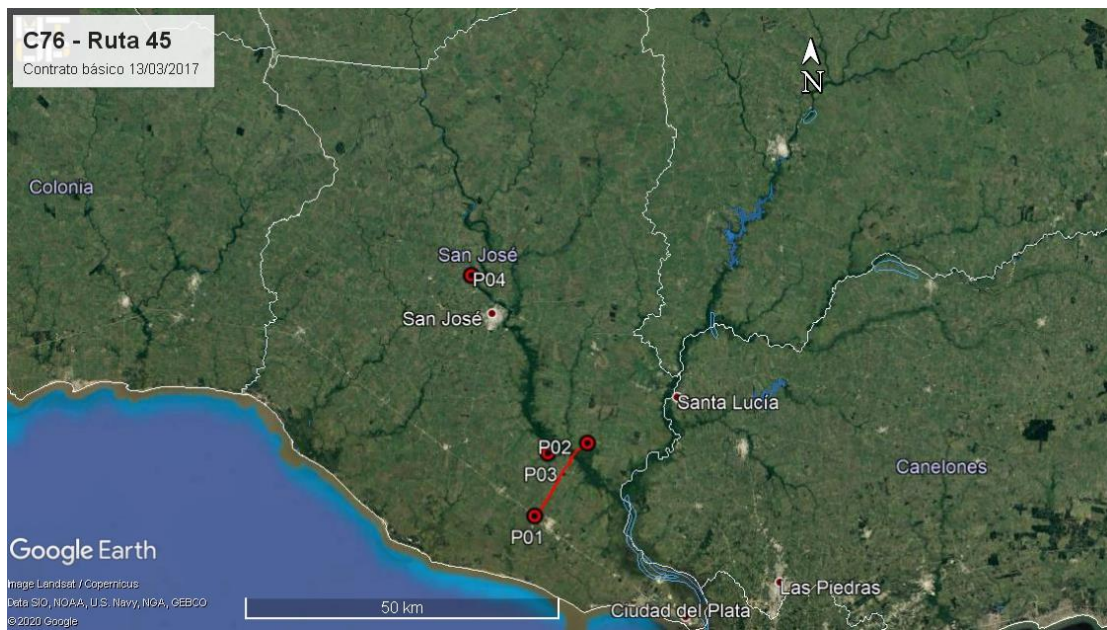 C76 - Ruta 45
Contrato básico 13/03/2017
N
Colonia
San José
P04
San José
Santa Lucía
P02
P03
Canelones
P01
Google Earth
Image Landsat / Copernicus
Data SIO, NOAA, U.S. Navy, NGA, GEBCO
©2020 Google
50 km
Las Piedras
Ciudad del Plata